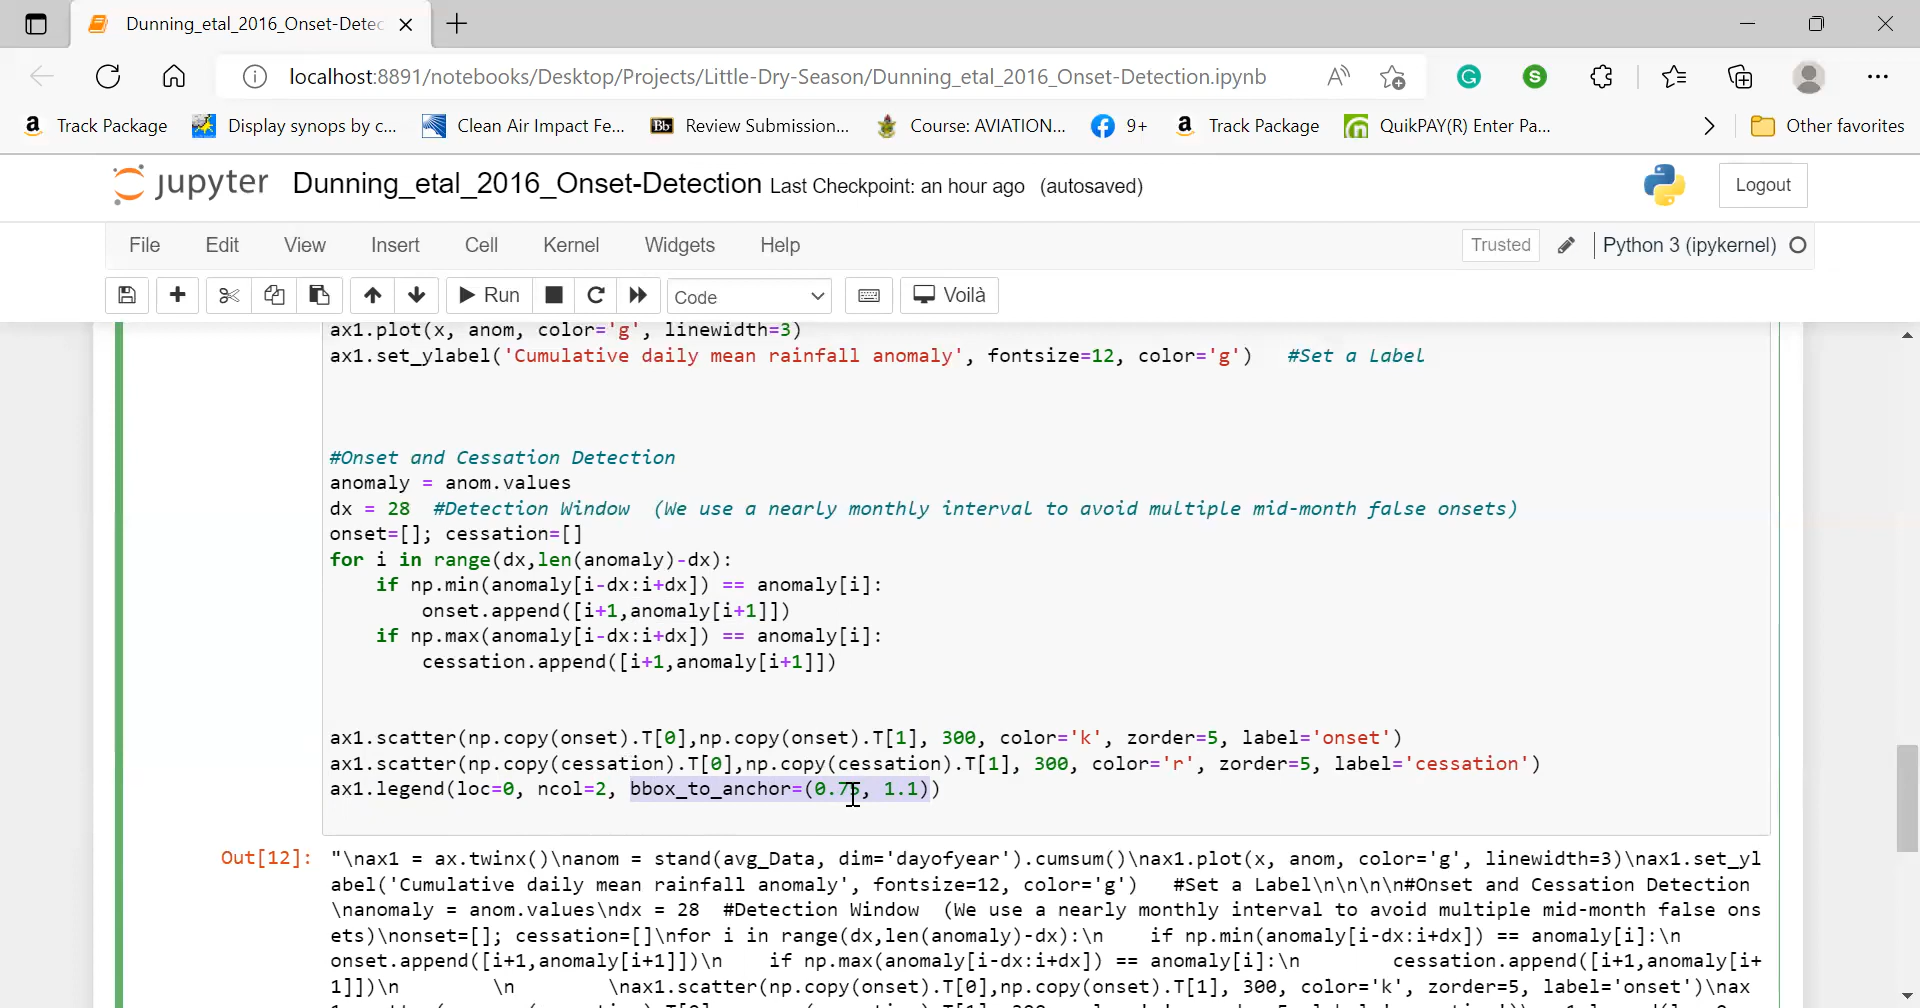 Dunning_etal_2016_Onset-Detec
localhost:8891/notebooks/Desktop/Projects/Little-Dry-Season/Dunning_etal_2016_Onset-Detection.ipynb
Track Package Display synops by c... Clean Air Impact Fe... Bb Review Submission... Course: AVIATION... 9+ Track Package QuikPAY(R) Enter Pa... Other favorites
jupyter Dunning_etal_2016_Onset-Detection Last Checkpoint: an hour ago (autosaved) Logout
File Edit View Insert Cell Kernel Widgets Help Trusted Python 3 (ipykernel)
Run Code Voilà
ax1.plot(x, anom, color='g', linewidth=3)
ax1.set_ylabel('Cumulative daily mean rainfall anomaly', fontsize=12, color='g')   #Set a Label
#Onset and Cessation Detection
anomaly = anom.values
dx = 28  #Detection Window  (We use a nearly monthly interval to avoid multiple mid-month false onsets)
onset=[]; cessation=[]
for i in range(dx,len(anomaly)-dx):
    if np.min(anomaly[i-dx:i+dx]) == anomaly[i]:
        onset.append([i+1,anomaly[i+1]])
    if np.max(anomaly[i-dx:i+dx]) == anomaly[i]:
        cessation.append([i+1,anomaly[i+1]])
ax1.scatter(np.copy(onset).T[0],np.copy(onset).T[1], 300, color='k', zorder=5, label='onset')
ax1.scatter(np.copy(cessation).T[0],np.copy(cessation).T[1], 300, color='r', zorder=5, label='cessation')
ax1.legend(loc=0, ncol=2, bbox_to_anchor=(0.75, 1.1))
Out[12]: "\nax1 = ax.twinx()\nanom = stand(avg_Data, dim='dayofyear').cumsum()\nax1.plot(x, anom, color='g', linewidth=3)\nax1.set_yl
abel('Cumulative daily mean rainfall anomaly', fontsize=12, color='g')   #Set a Label\n\n\n\n#Onset and Cessation Detection
\nanomaly = anom.values\ndx = 28  #Detection Window  (We use a nearly monthly interval to avoid multiple mid-month false ons
ets)\nonset=[]; cessation=[]\nfor i in range(dx,len(anomaly)-dx):\n    if np.min(anomaly[i-dx:i+dx]) == anomaly[i]:\n
onset.append([i+1,anomaly[i+1]])\n    if np.max(anomaly[i-dx:i+dx]) == anomaly[i]:\n        cessation.append([i+1,anomaly[i+
1]])\n        \n        \nax1.scatter(np.copy(onset).T[0],np.copy(onset).T[1], 300, color='k', zorder=5, label='onset')\nax